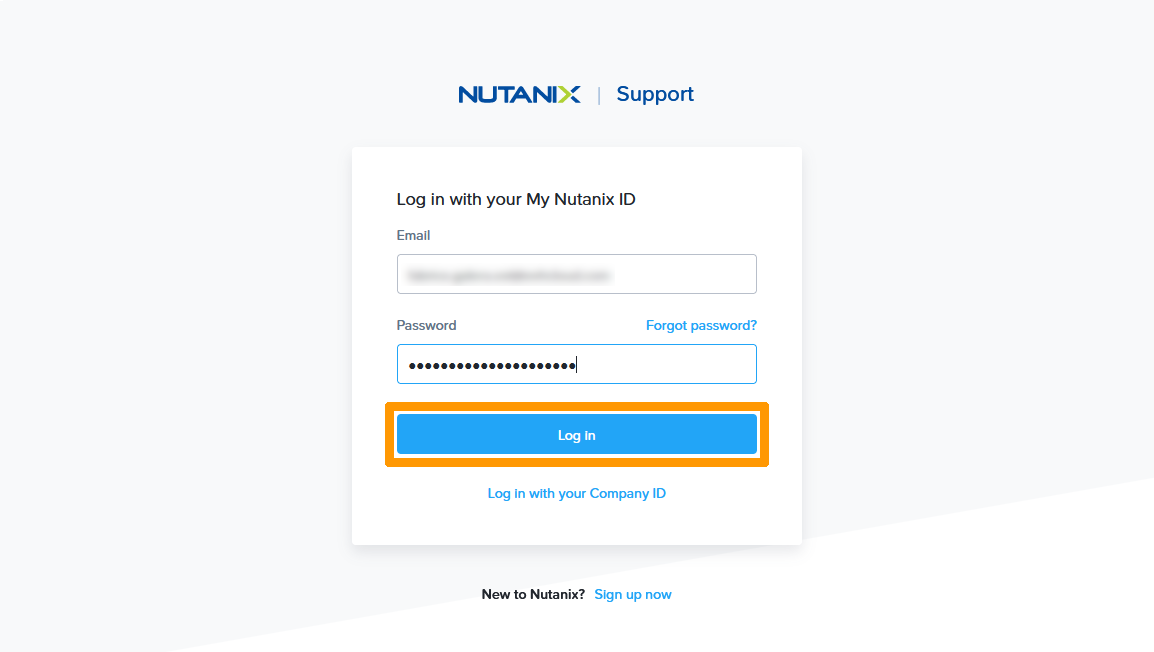 NUTANIX | Support
Log in with your My Nutanix ID
Email
Password Forgot password?
●●●●●●●●●●●●●●●●●●●●●
Log in
Log in with your Company ID
New to Nutanix? Sign up now